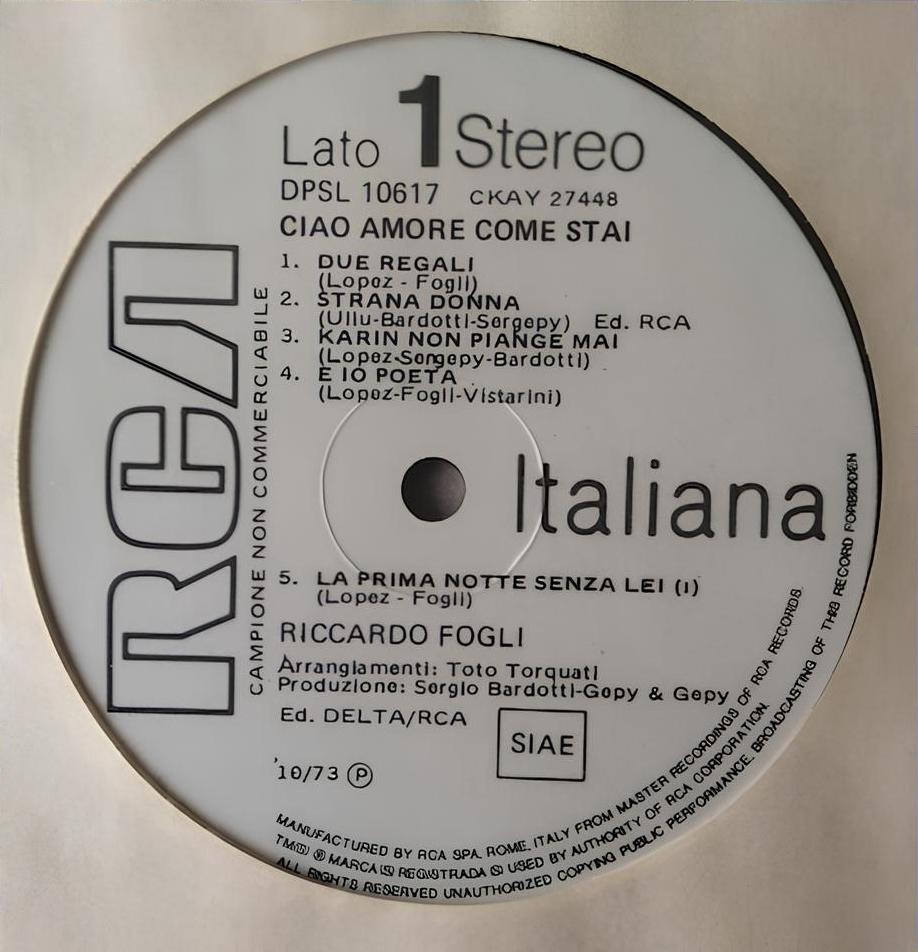 Lato 1 Stereo
DPSL 10617 CKAY 27448
CIAO AMORE COME STAI
1. DUE REGALI
(Lopez - Fogli)
2. STRANA DONNA
(Ullu-Bardotti-Sergepy) Ed. RCA
3. KARIN NON PIANGE MAI
(Lopez-Sergepy-Bardotti)
4. E IO POETA
(Lopez-Fogli-Vistarini)
RCA
CAMPIONE NON COMMERCIABILE
Italiana
5. LA PRIMA NOTTE SENZA LEI (I)
(Lopez - Fogli)
RICCARDO FOGLI
Arrangiamenti: Toto Torquati
Produzione: Sergio Bardotti-Gepy & Gepy
Ed. DELTA/RCA
SIAE
10/73 Ⓟ
MANUFACTURED BY RCA SPA. ROME. ITALY FROM MASTER RECORDINGS OF RCA RECORDS.
TM(S) ® MARCA(S) REGISTRADA(S) USED BY AUTHORITY OF RCA CORPORATION.
ALL RIGHTS RESERVED UNAUTHORIZED COPYING PUBLIC PERFORMANCE. BROADCASTING OF THIS RECORD FORBIDDEN